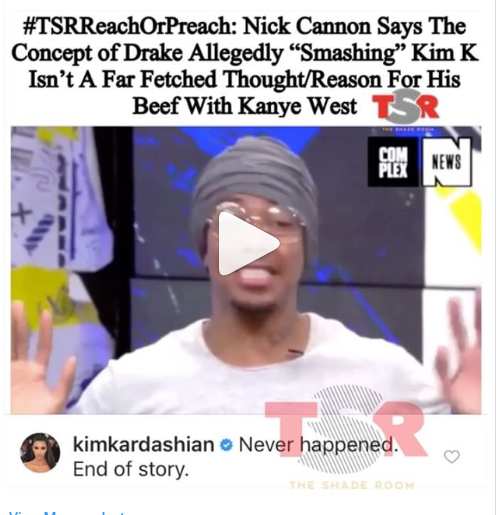 #TSRReachOrPreach: Nick Cannon Says The
Concept of Drake Allegedly “Smashing” Kim K
Isn’t A Far Fetched Thought/Reason For His
Beef With Kanye West TSR
THE SHADE ROOM
COM
PLEX
NEWS
N
TSR
kimkardashian Never happened.
End of story.
THE SHADE ROOM